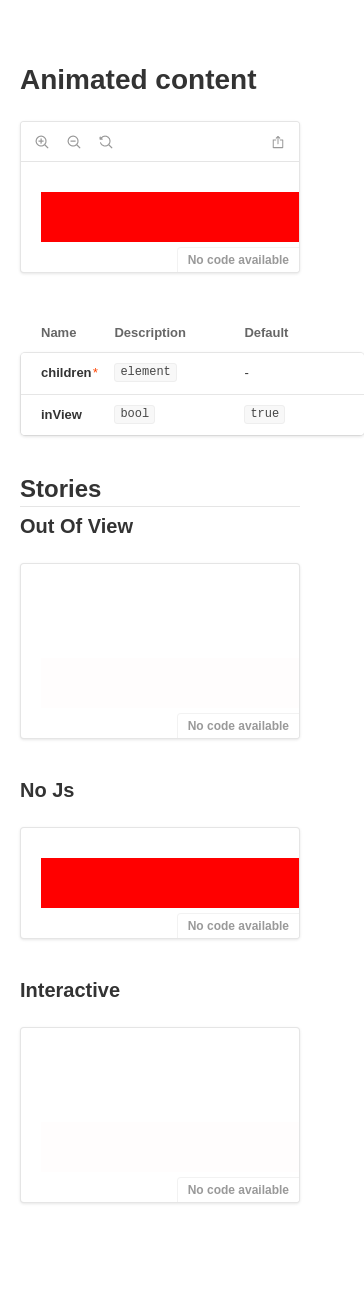 Animated content
No code available
Name Description Default
children* element -
inView bool true
Stories
Out Of View
No code available
No Js
No code available
Interactive
No code available